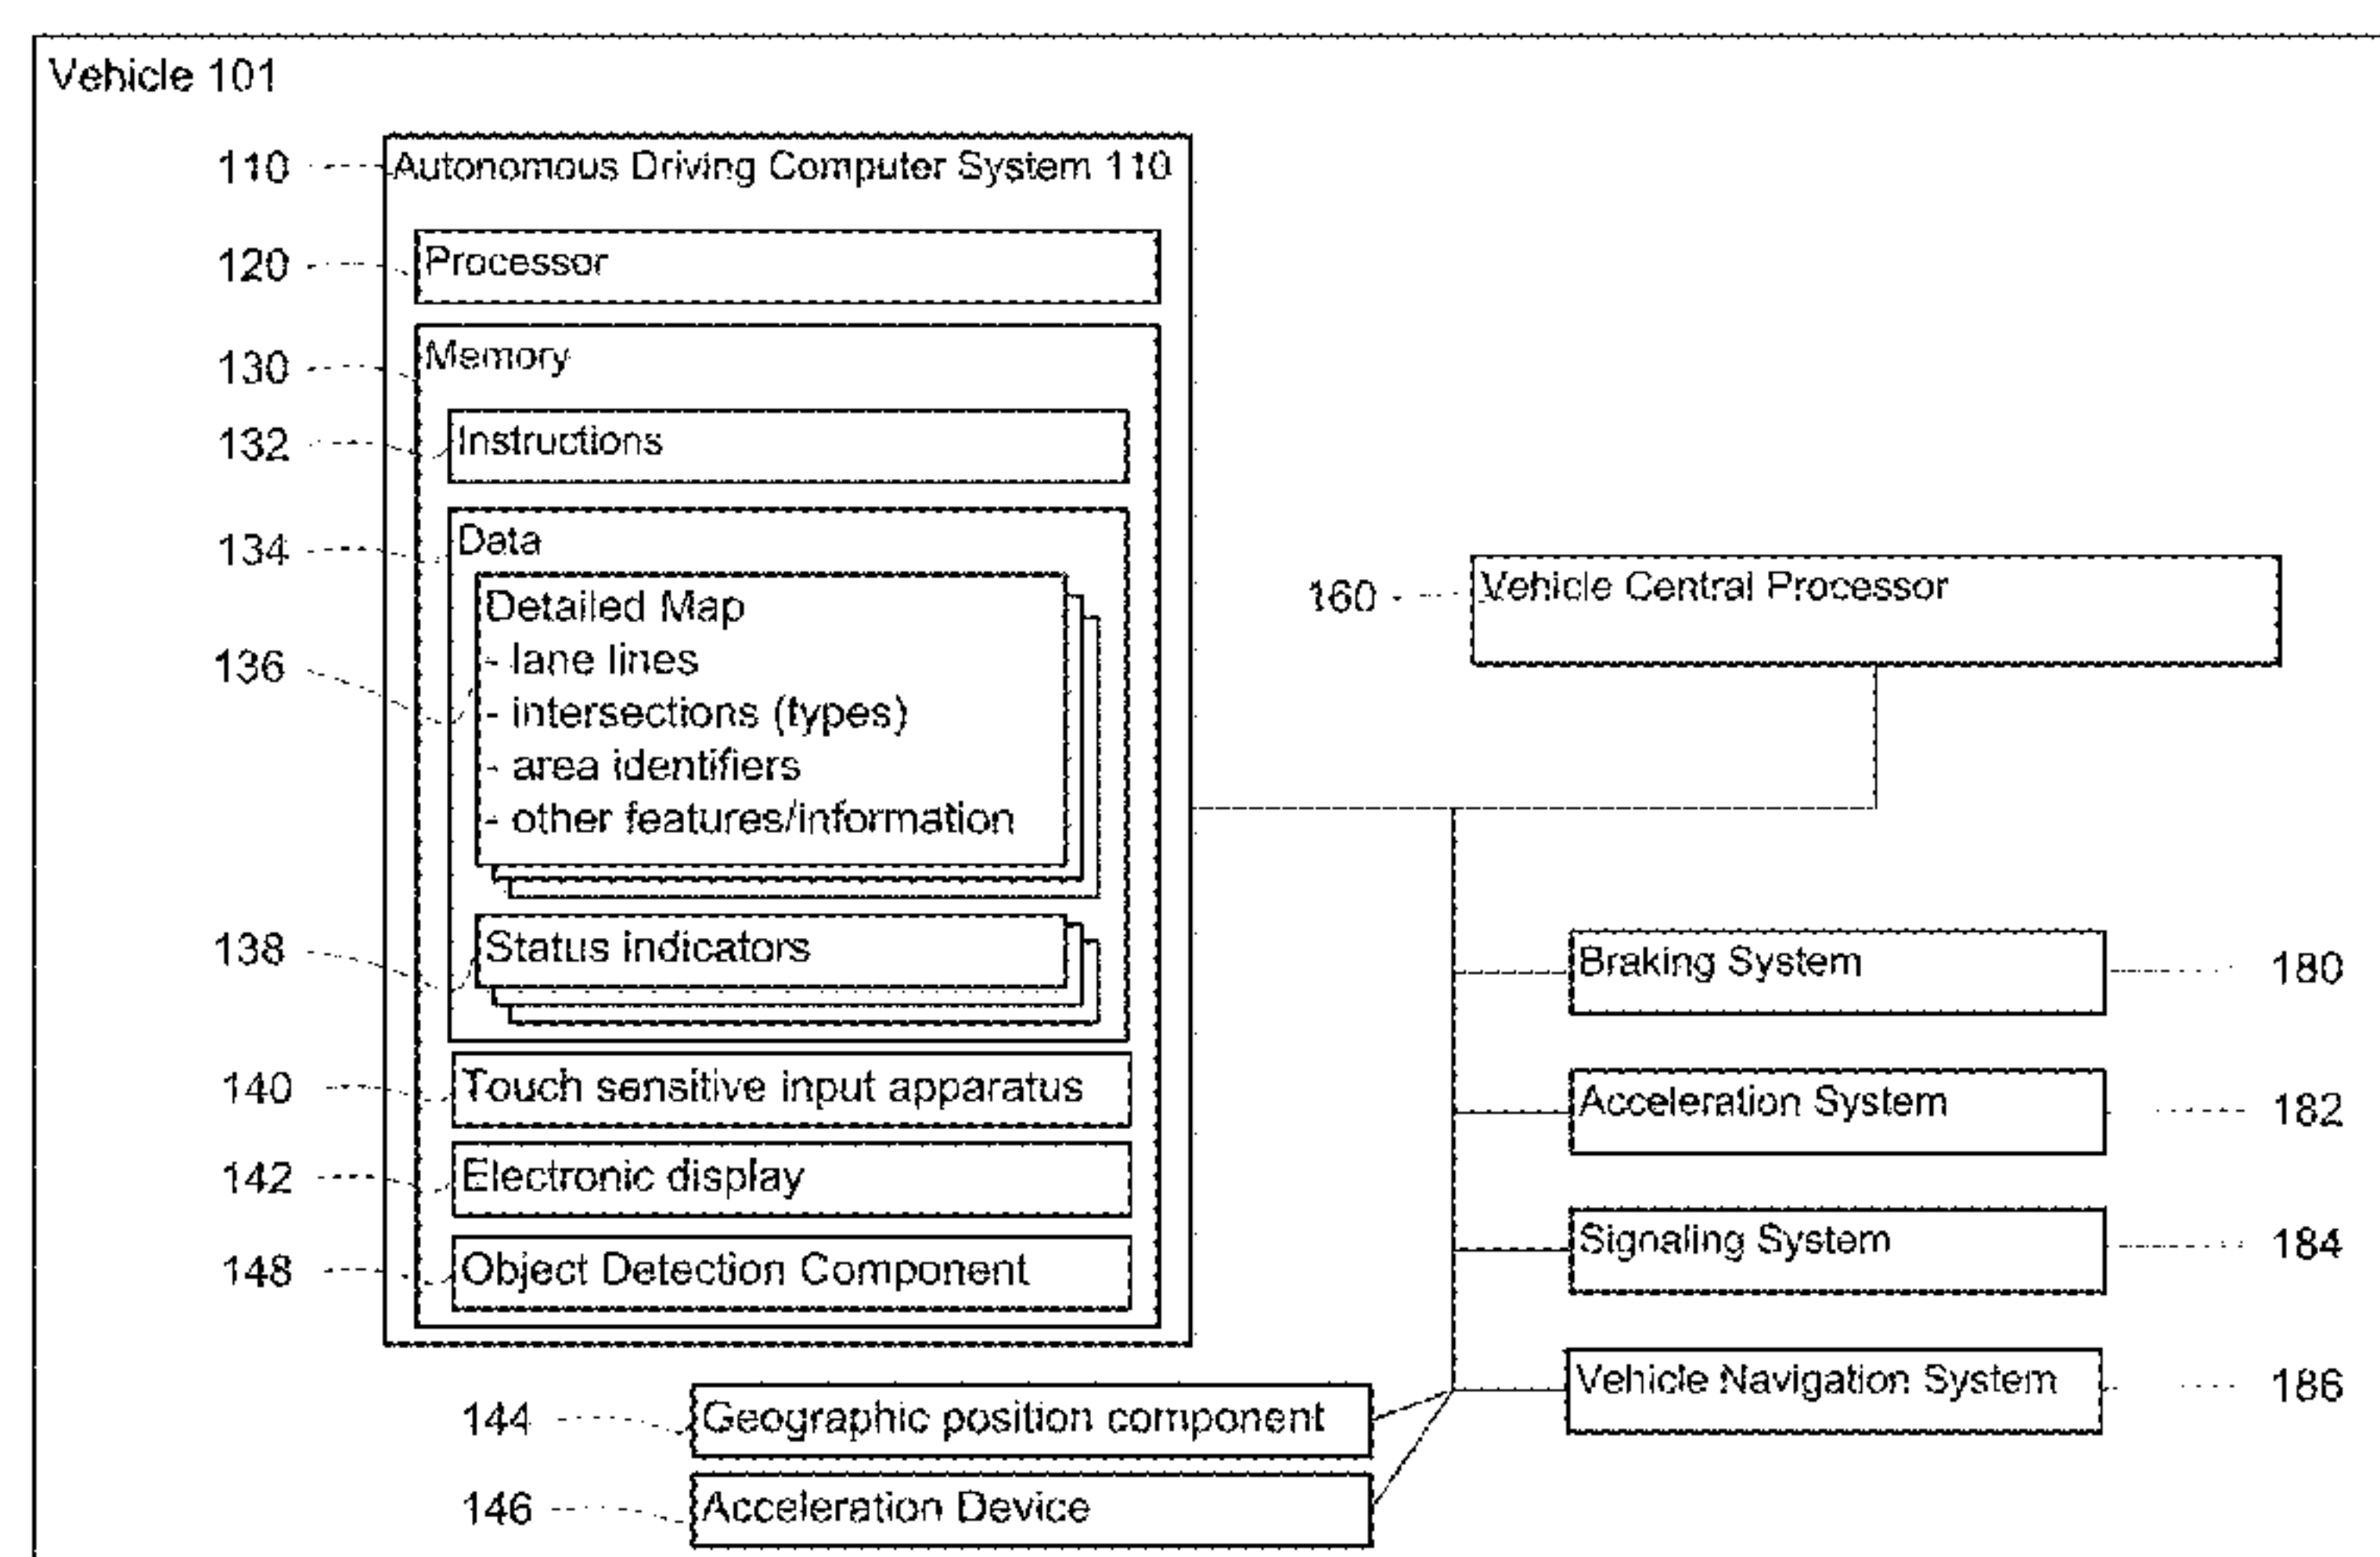 Vehicle 101
110 Autonomous Driving Computer System 110
120 Processor
130 Memory
132 Instructions
134 Data
136 Detailed Map
- lane lines
- intersections (types)
- area identifiers
- other features/information
138 Status indicators
140 Touch sensitive input apparatus
142 Electronic display
148 Object Detection Component
144 Geographic position component
146 Acceleration Device
160 Vehicle Central Processor
Braking System 180
Acceleration System 182
Signaling System 184
Vehicle Navigation System 186